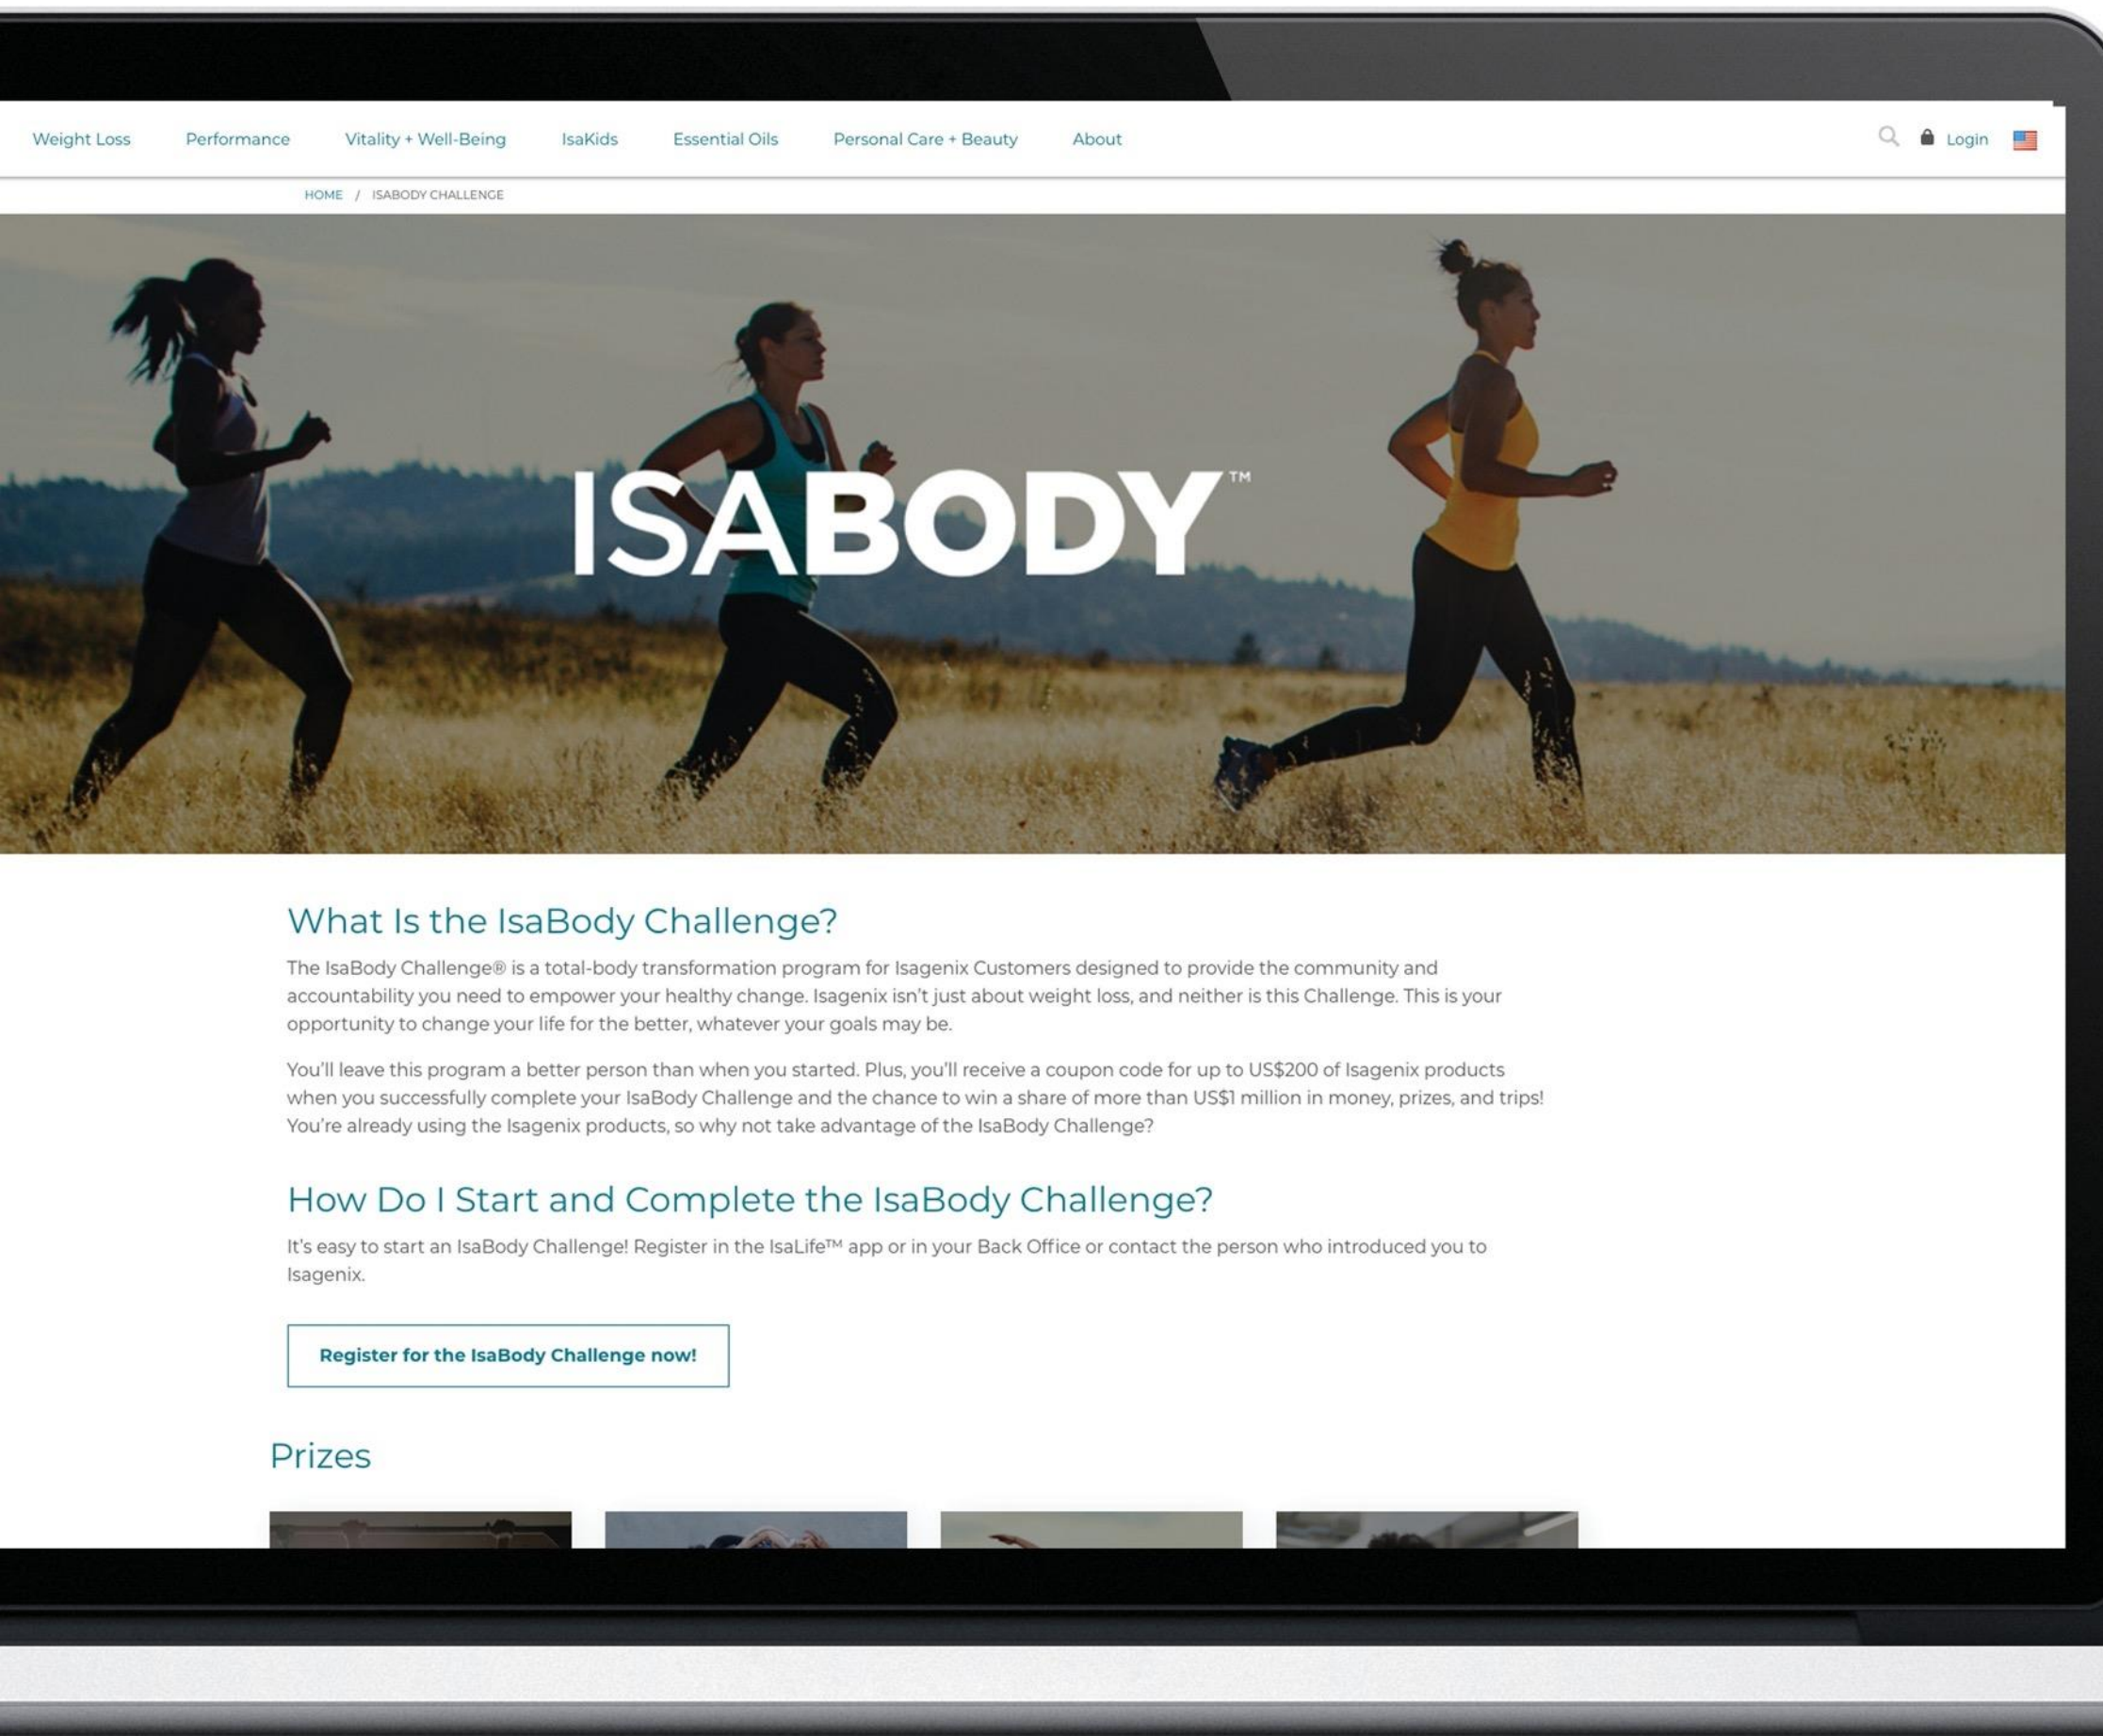 Weight Loss Performance Vitality + Well-Being IsaKids Essential Oils Personal Care + Beauty About Login
HOME / ISABODY CHALLENGE
ISABODY™
What Is the IsaBody Challenge?
The IsaBody Challenge® is a total-body transformation program for Isagenix Customers designed to provide the community and
accountability you need to empower your healthy change. Isagenix isn't just about weight loss, and neither is this Challenge. This is your
opportunity to change your life for the better, whatever your goals may be.
You'll leave this program a better person than when you started. Plus, you'll receive a coupon code for up to US$200 of Isagenix products
when you successfully complete your IsaBody Challenge and the chance to win a share of more than US$1 million in money, prizes, and trips!
You're already using the Isagenix products, so why not take advantage of the IsaBody Challenge?
How Do I Start and Complete the IsaBody Challenge?
It's easy to start an IsaBody Challenge! Register in the IsaLife™ app or in your Back Office or contact the person who introduced you to
Isagenix.
Register for the IsaBody Challenge now!
Prizes